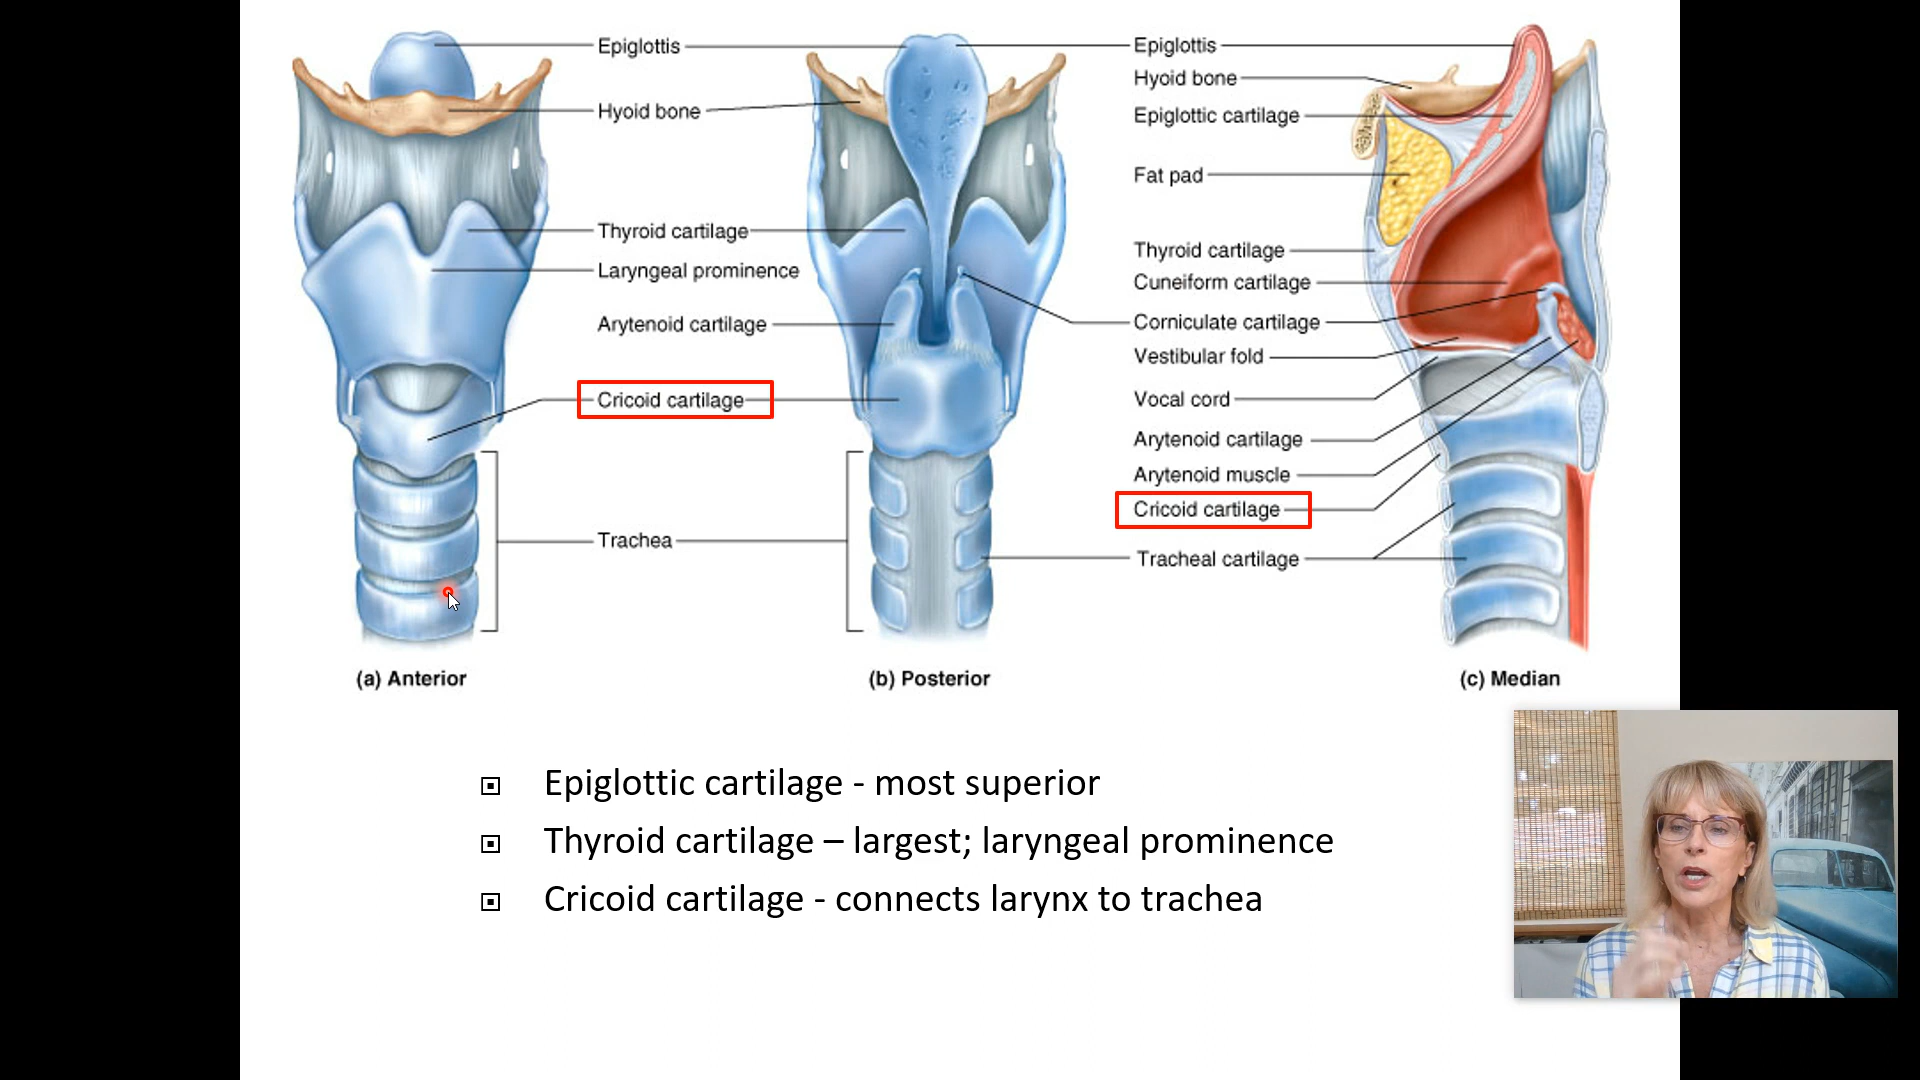 Epiglottis
Hyoid bone
Thyroid cartilage
Laryngeal prominence
Arytenoid cartilage
Cricoid cartilage
Trachea
Epiglottis
Hyoid bone
Epiglottic cartilage
Fat pad
Thyroid cartilage
Cuneiform cartilage
Corniculate cartilage
Vestibular fold
Vocal cord
Arytenoid cartilage
Arytenoid muscle
Cricoid cartilage
Tracheal cartilage
(a) Anterior
(b) Posterior
(c) Median
Epiglottic cartilage - most superior
Thyroid cartilage – largest; laryngeal prominence
Cricoid cartilage - connects larynx to trachea